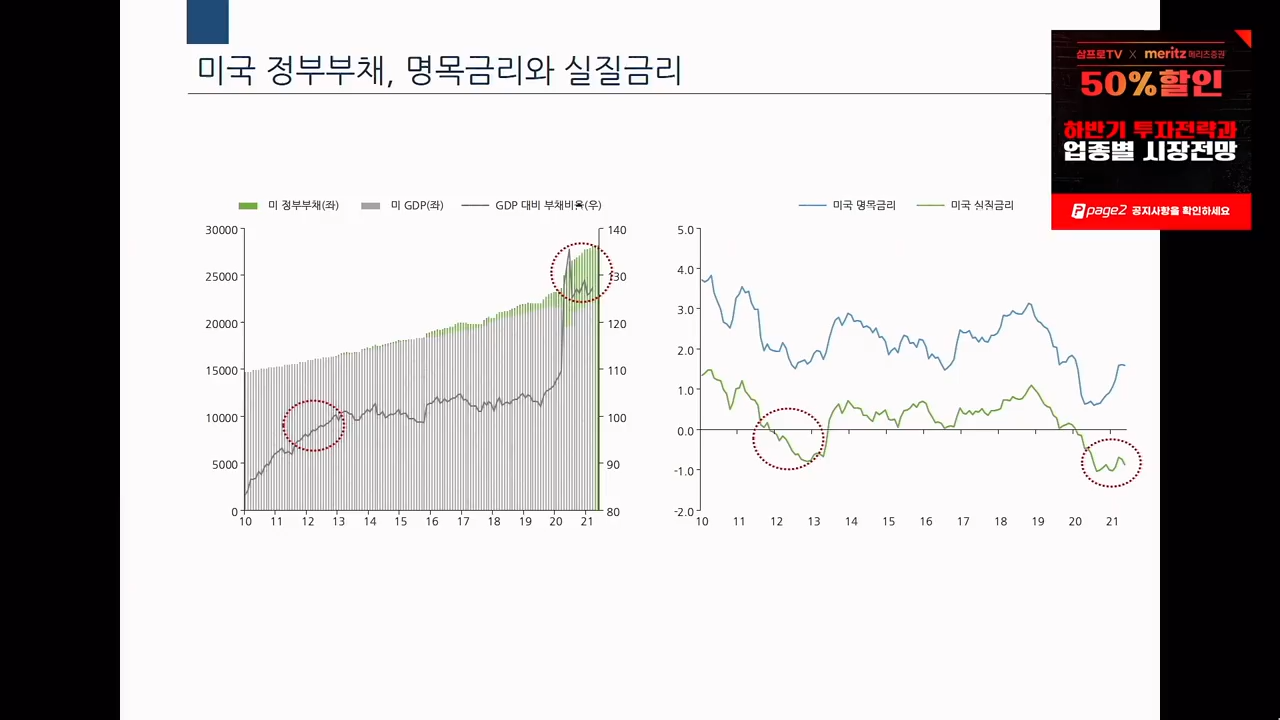 미국 정부부채, 명목금리와 실질금리
삼프로TV X meritz 메리츠증권
50%할인
하반기 투자전략과
업종별 시장전망
page2 공지사항을 확인하세요
미 정부부채(좌) 미 GDP(좌) GDP 대비 부채비율(우)
30000 140
25000 130
20000 120
15000 110
10000 100
5000 90
0 80
10 11 12 13 14 15 16 17 18 19 20 21
미국 명목금리 미국 실질금리
5.0
4.0
3.0
2.0
1.0
0.0
-1.0
-2.0
10 11 12 13 14 15 16 17 18 19 20 21